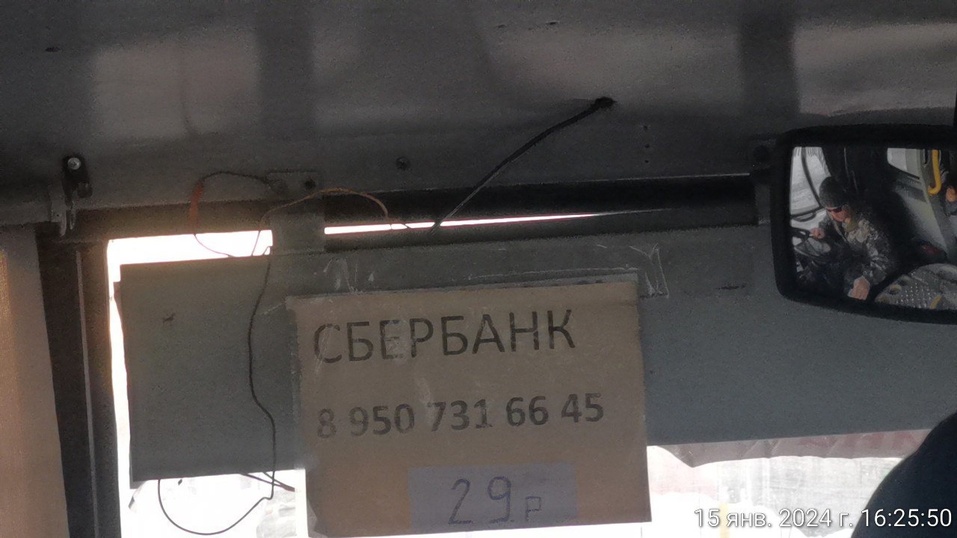 СБЕРБАНК
8 950 731 66 45
29 р
15 янв. 2024 г. 16:25:50